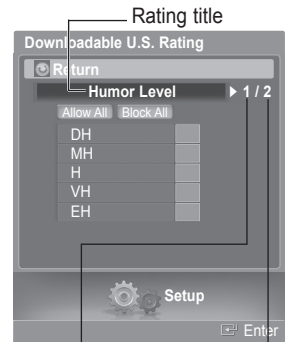 Rating title
Downloadable U.S. Rating
Return
Humor Level
1 / 2
Allow All Block All
DH
MH
H
VH
EH
Setup
Enter